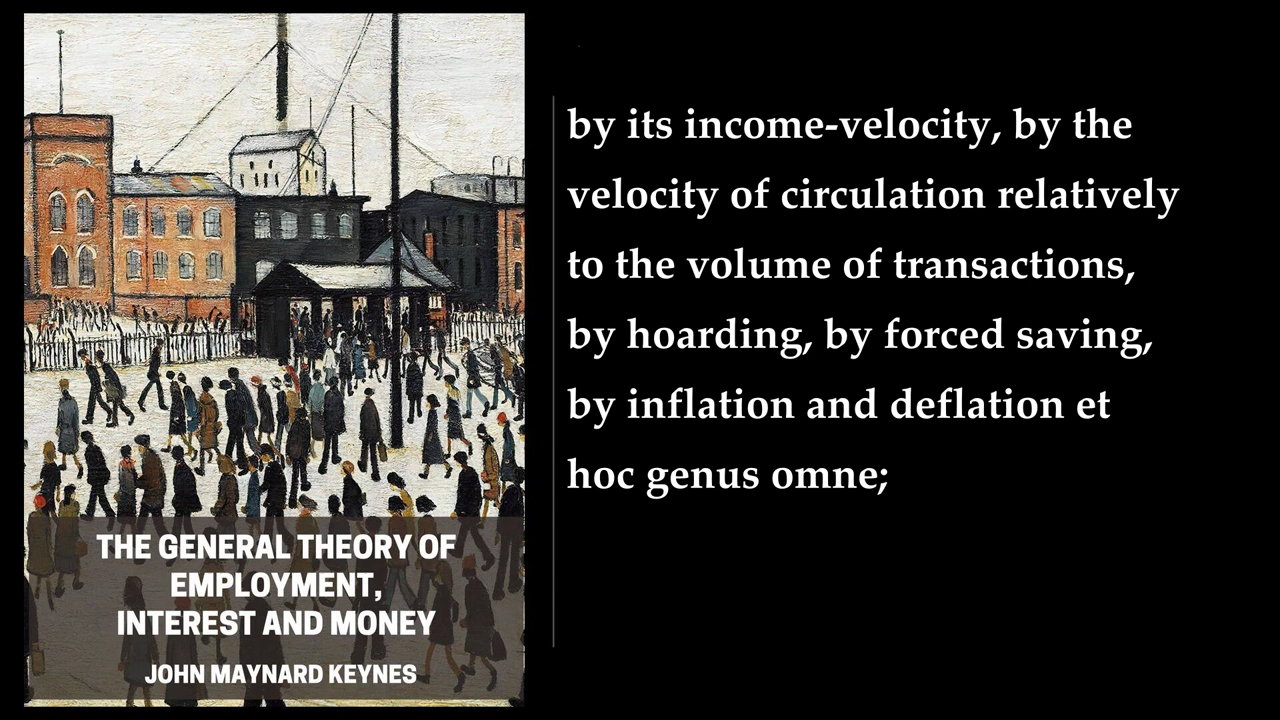 THE GENERAL THEORY OF
EMPLOYMENT,
INTEREST AND MONEY
JOHN MAYNARD KEYNES
by its income-velocity, by the
velocity of circulation relatively
to the volume of transactions,
by hoarding, by forced saving,
by inflation and deflation et
hoc genus omne;